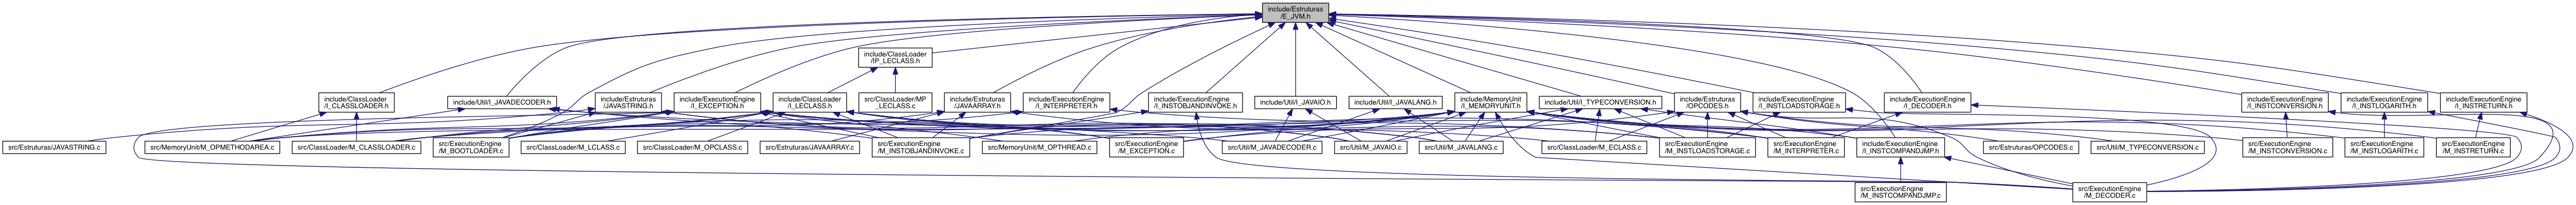 include/Estruturas
/E_JVM.h
include/ClassLoader
/IP_LECLASS.h
include/ClassLoader
/I_CLASSLOADER.h
include/Util/I_JAVADECODER.h
include/Estruturas
/JAVASTRING.h
include/ExecutionEngine
/I_EXCEPTION.h
include/ClassLoader
/I_LECLASS.h
src/ClassLoader/MP
_LECLASS.c
include/Estruturas
/JAVAARRAY.h
include/ExecutionEngine
/I_INTERPRETER.h
include/ExecutionEngine
/I_INSTOBJANDINVOKE.h
include/Util/I_JAVAIO.h
include/Util/I_JAVALANG.h
include/MemoryUnit
/I_MEMORYUNIT.h
include/Util/I_TYPECONVERSION.h
include/Estruturas
/OPCODES.h
include/ExecutionEngine
/I_INSTLOADSTORAGE.h
include/ExecutionEngine
/I_DECODER.h
include/ExecutionEngine
/I_INSTCONVERSION.h
include/ExecutionEngine
/I_INSTLOGARITH.h
include/ExecutionEngine
/I_INSTRETURN.h
src/Estruturas/JAVASTRING.c
src/MemoryUnit/M_OPMETHODAREA.c
src/ClassLoader/M_CLASSLOADER.c
src/ExecutionEngine
/M_BOOTLOADER.c
src/ClassLoader/M_LCLASS.c
src/ClassLoader/M_OPCLASS.c
src/Estruturas/JAVAARRAY.c
src/ExecutionEngine
/M_INSTOBJANDINVOKE.c
src/MemoryUnit/M_OPTHREAD.c
src/ExecutionEngine
/M_EXCEPTION.c
src/Util/M_JAVADECODER.c
src/Util/M_JAVAIO.c
src/Util/M_JAVALANG.c
src/ClassLoader/M_ECLASS.c
src/ExecutionEngine
/M_INSTLOADSTORAGE.c
src/ExecutionEngine
/M_INTERPRETER.c
include/ExecutionEngine
/I_INSTCOMPANDJMP.h
src/Estruturas/OPCODES.c
src/Util/M_TYPECONVERSION.c
src/ExecutionEngine
/M_INSTCONVERSION.c
src/ExecutionEngine
/M_INSTLOGARITH.c
src/ExecutionEngine
/M_INSTRETURN.c
src/ExecutionEngine
/M_INSTCOMPANDJMP.c
src/ExecutionEngine
/M_DECODER.c